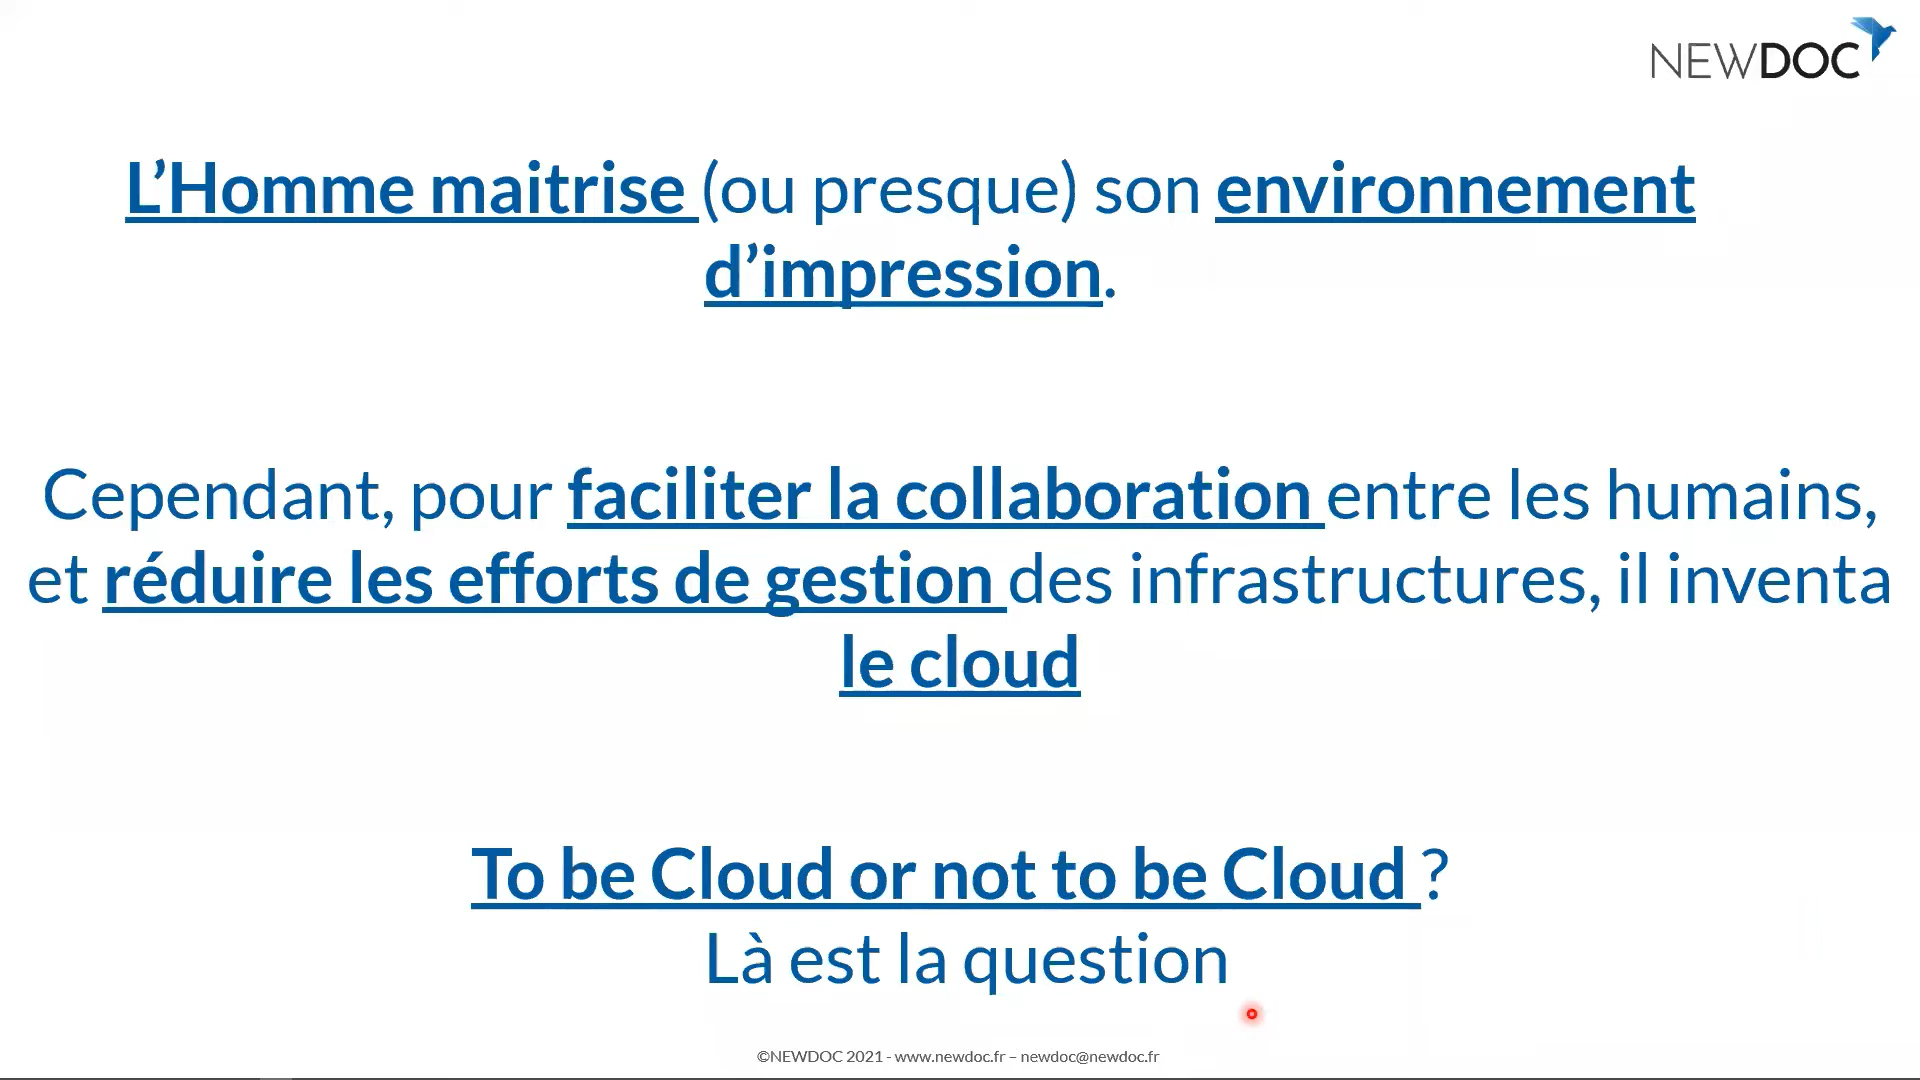 NEWDOC
L’Homme maitrise (ou presque) son environnement
d’impression.
Cependant, pour faciliter la collaboration entre les humains,
et réduire les efforts de gestion des infrastructures, il inventa
le cloud
To be Cloud or not to be Cloud ?
Là est la question
©NEWDOC 2021 - www.newdoc.fr – newdoc@newdoc.fr